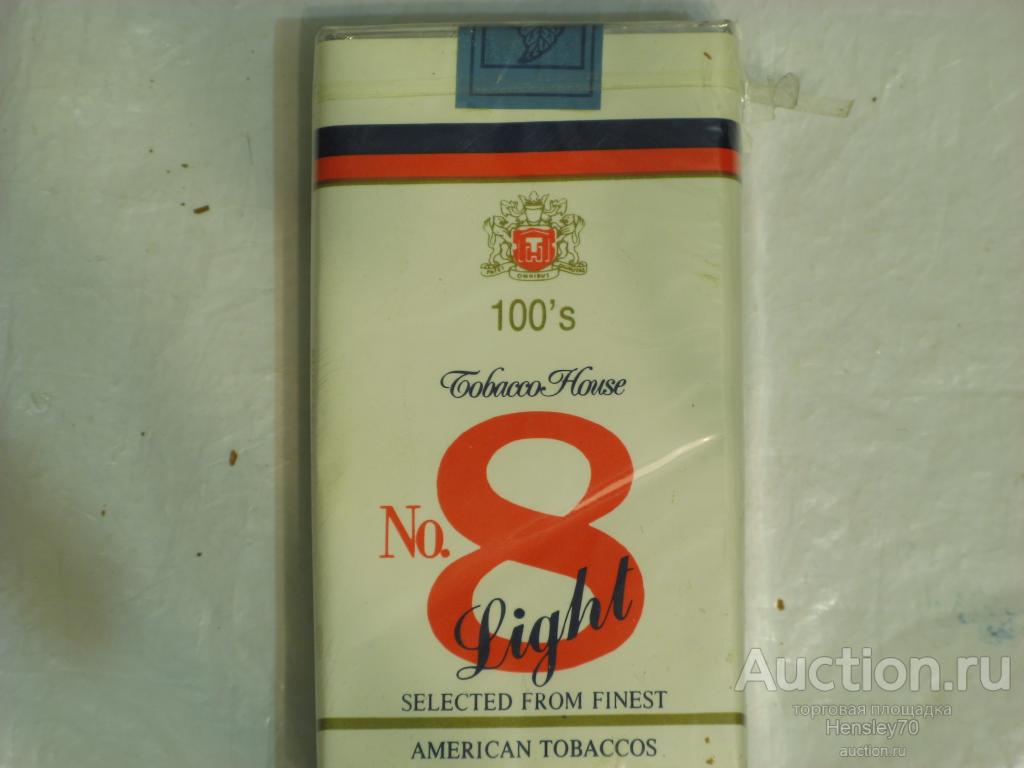 TH
OMNIBUS
100's
Tobacco House
No. 8
Light
SELECTED FROM FINEST
AMERICAN TOBACCOS
Auction.ru
торговая площадка
Hensley70
auction.ru